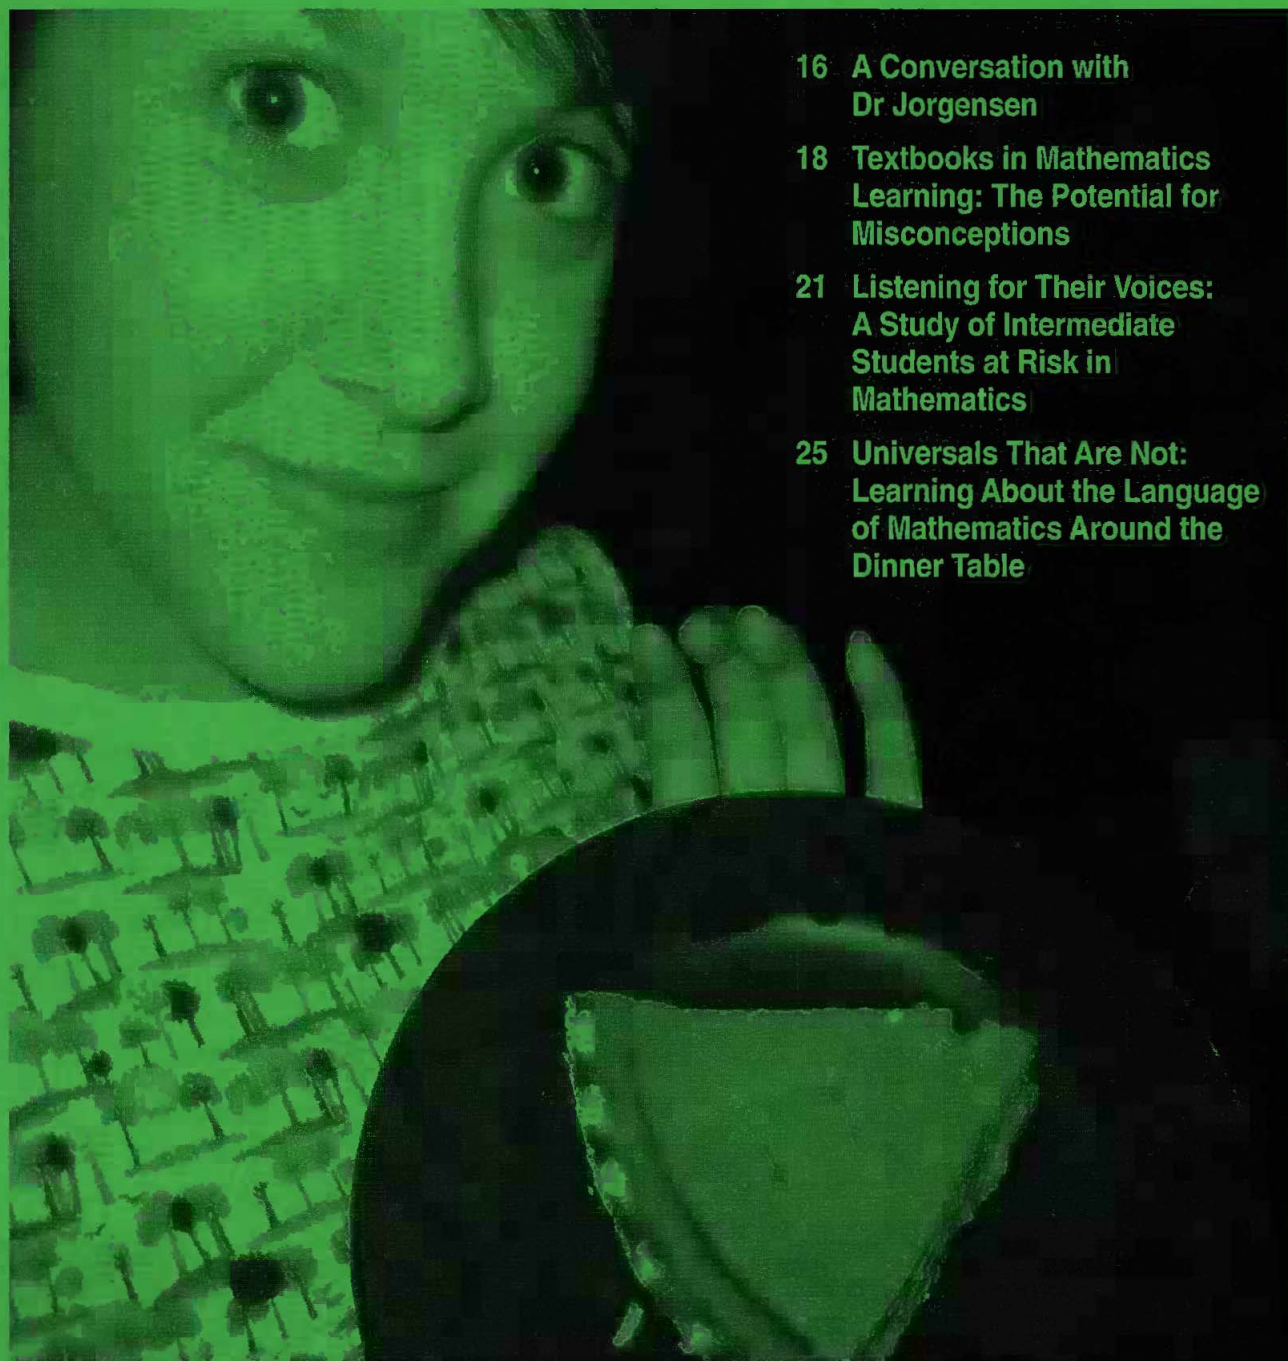 16 A Conversation with
Dr Jorgensen
18 Textbooks in Mathematics
Learning: The Potential for
Misconceptions
21 Listening for Their Voices:
A Study of Intermediate
Students at Risk in
Mathematics
25 Universals That Are Not:
Learning About the Language
of Mathematics Around the
Dinner Table